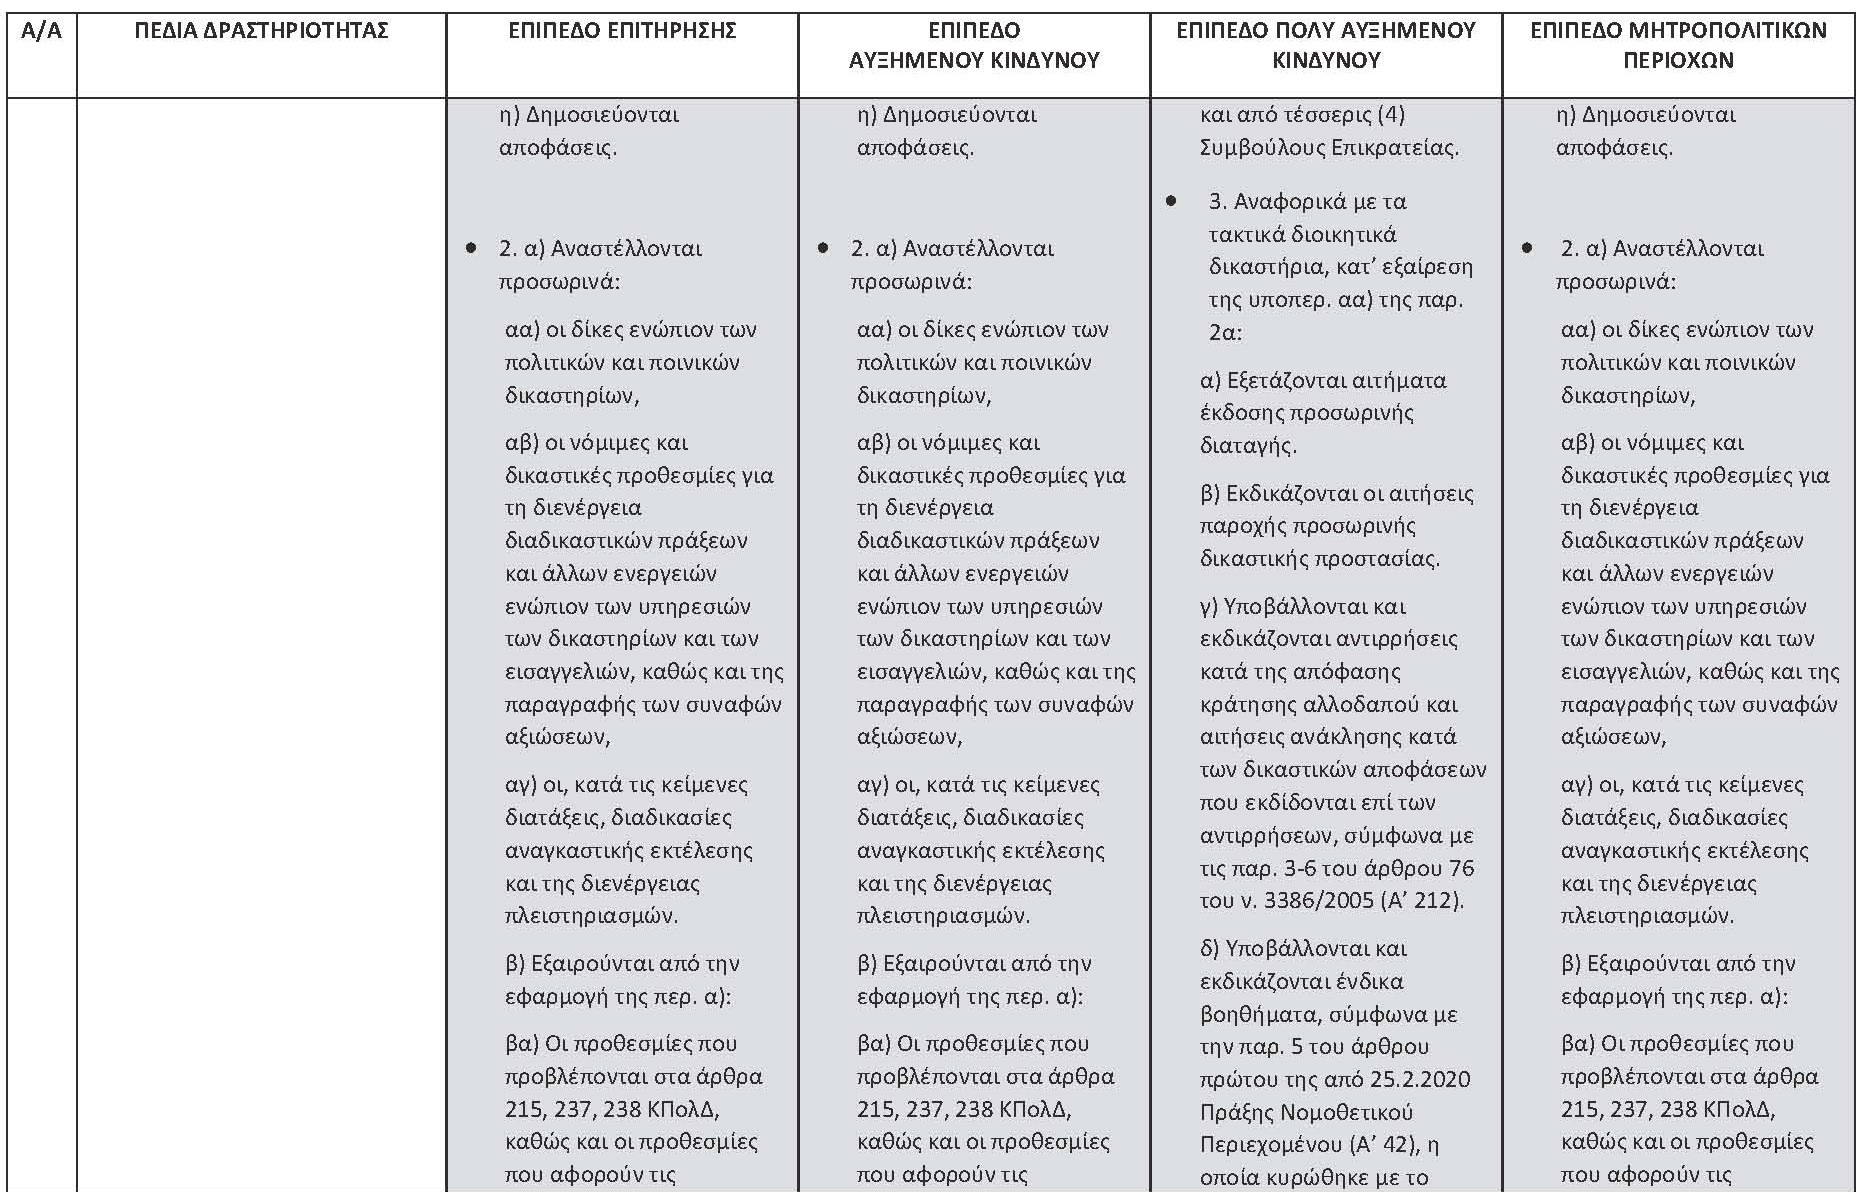 Α/Α
ΠΕΔΙΑ ΔΡΑΣΤΗΡΙΟΤΗΤΑΣ
ΕΠΙΠΕΔΟ ΕΠΙΤΗΡΗΣΗΣ
ΕΠΙΠΕΔΟ
ΑΥΞΗΜΕΝΟΥ ΚΙΝΔΥΝΟΥ
ΕΠΙΠΕΔΟ ΠΟΛΥ ΑΥΞΗΜΕΝΟΥ
ΚΙΝΔΥΝΟΥ
ΕΠΙΠΕΔΟ ΜΗΤΡΟΠΟΛΙΤΙΚΩΝ
ΠΕΡΙΟΧΩΝ
η) Δημοσιεύονται
αποφάσεις.
• 2. α) Αναστέλλονται
προσωρινά:
αα) οι δίκες ενώπιον των
πολιτικών και ποινικών
δικαστηρίων,
αβ) οι νόμιμες και
δικαστικές προθεσμίες για
τη διενέργεια
διαδικαστικών πράξεων
και άλλων ενεργειών
ενώπιον των υπηρεσιών
των δικαστηρίων και των
εισαγγελιών, καθώς και της
παραγραφής των συναφών
αξιώσεων,
αγ) οι, κατά τις κείμενες
διατάξεις, διαδικασίες
αναγκαστικής εκτέλεσης
και της διενέργειας
πλειστηριασμών.
β) Εξαιρούνται από την
εφαρμογή της περ. α):
βα) Οι προθεσμίες που
προβλέπονται στα άρθρα
215, 237, 238 ΚΠολΔ,
καθώς και οι προθεσμίες
που αφορούν τις
η) Δημοσιεύονται
αποφάσεις.
• 2. α) Αναστέλλονται
προσωρινά:
αα) οι δίκες ενώπιον των
πολιτικών και ποινικών
δικαστηρίων,
αβ) οι νόμιμες και
δικαστικές προθεσμίες για
τη διενέργεια
διαδικαστικών πράξεων
και άλλων ενεργειών
ενώπιον των υπηρεσιών
των δικαστηρίων και των
εισαγγελιών, καθώς και της
παραγραφής των συναφών
αξιώσεων,
αγ) οι, κατά τις κείμενες
διατάξεις, διαδικασίες
αναγκαστικής εκτέλεσης
και της διενέργειας
πλειστηριασμών.
β) Εξαιρούνται από την
εφαρμογή της περ. α):
βα) Οι προθεσμίες που
προβλέπονται στα άρθρα
215, 237, 238 ΚΠολΔ,
καθώς και οι προθεσμίες
που αφορούν τις
και από τέσσερις (4)
Συμβούλους Επικρατείας.
• 3. Αναφορικά με τα
τακτικά διοικητικά
δικαστήρια, κατ’ εξαίρεση
της υποπερ. αα) της παρ.
2α:
α) Εξετάζονται αιτήματα
έκδοσης προσωρινής
διαταγής.
β) Εκδικάζονται οι αιτήσεις
παροχής προσωρινής
δικαστικής προστασίας.
γ) Υποβάλλονται και
εκδικάζονται αντιρρήσεις
κατά της απόφασης
κράτησης αλλοδαπού και
αιτήσεις ανάκλησης κατά
των δικαστικών αποφάσεων
που εκδίδονται επί των
αντιρρήσεων, σύμφωνα με
τις παρ. 3-6 του άρθρου 76
του ν. 3386/2005 (Α’ 212).
δ) Υποβάλλονται και
εκδικάζονται ένδικα
βοηθήματα, σύμφωνα με
την παρ. 5 του άρθρου
πρώτου της από 25.2.2020
Πράξης Νομοθετικού
Περιεχομένου (Α’ 42), η
οποία κυρώθηκε με το
η) Δημοσιεύονται
αποφάσεις.
• 2. α) Αναστέλλονται
προσωρινά:
αα) οι δίκες ενώπιον των
πολιτικών και ποινικών
δικαστηρίων,
αβ) οι νόμιμες και
δικαστικές προθεσμίες για
τη διενέργεια
διαδικαστικών πράξεων
και άλλων ενεργειών
ενώπιον των υπηρεσιών
των δικαστηρίων και των
εισαγγελιών, καθώς και της
παραγραφής των συναφών
αξιώσεων,
αγ) οι, κατά τις κείμενες
διατάξεις, διαδικασίες
αναγκαστικής εκτέλεσης
και της διενέργειας
πλειστηριασμών.
β) Εξαιρούνται από την
εφαρμογή της περ. α):
βα) Οι προθεσμίες που
προβλέπονται στα άρθρα
215, 237, 238 ΚΠολΔ,
καθώς και οι προθεσμίες
που αφορούν τις